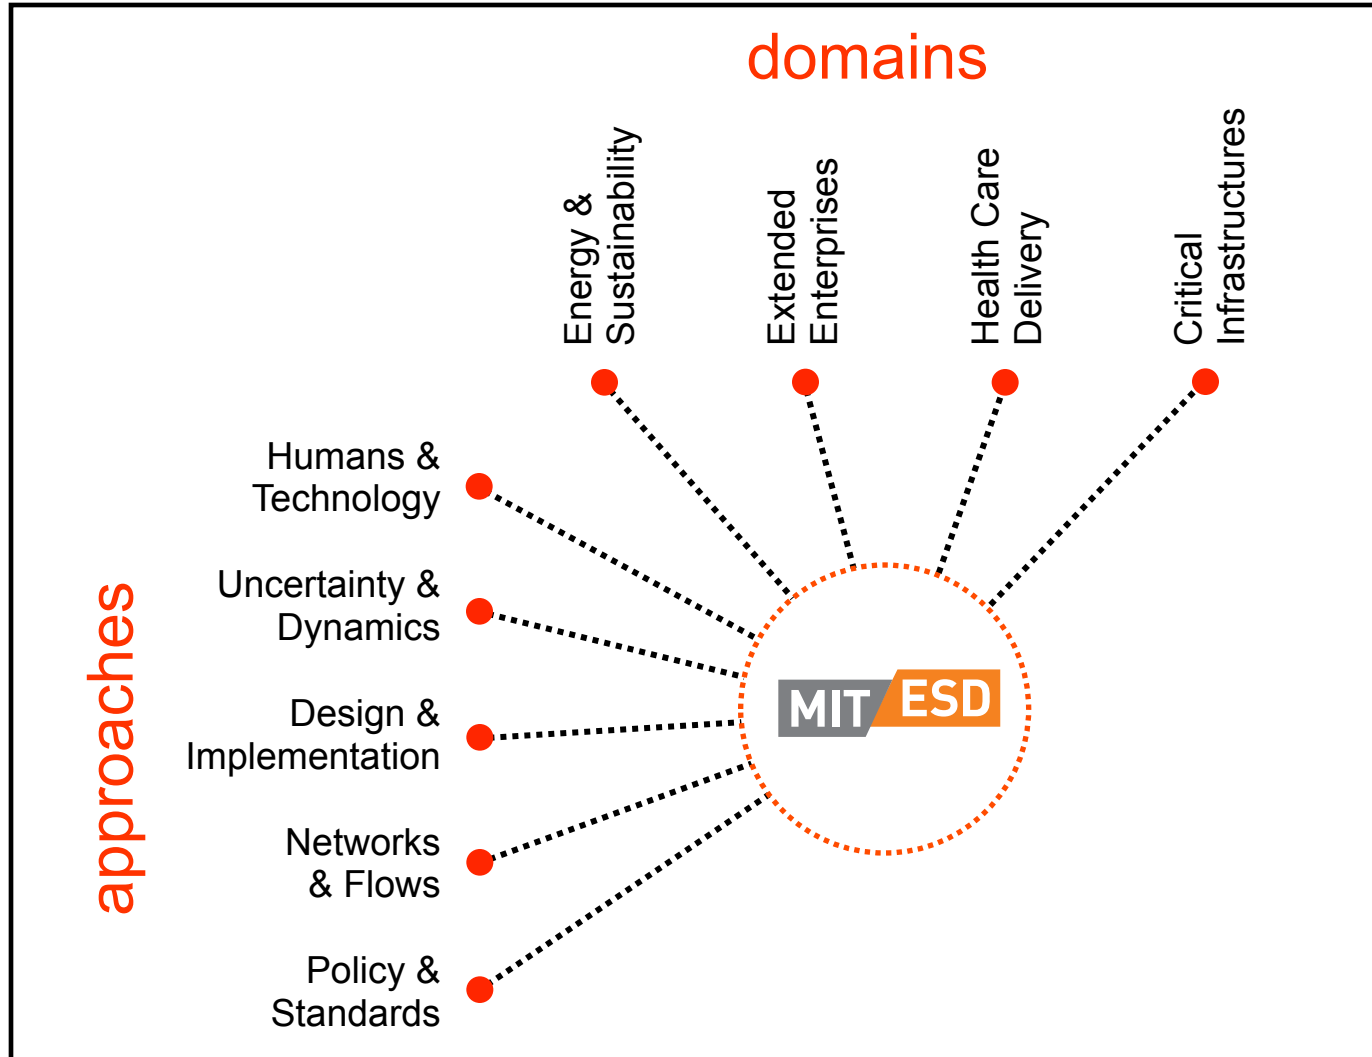 domains
Energy &
Sustainability
Extended
Enterprises
Health Care
Delivery
Critical
Infrastructures
approaches
Humans &
Technology
Uncertainty &
Dynamics
Design &
Implementation
Networks
& Flows
Policy &
Standards
MIT ESD